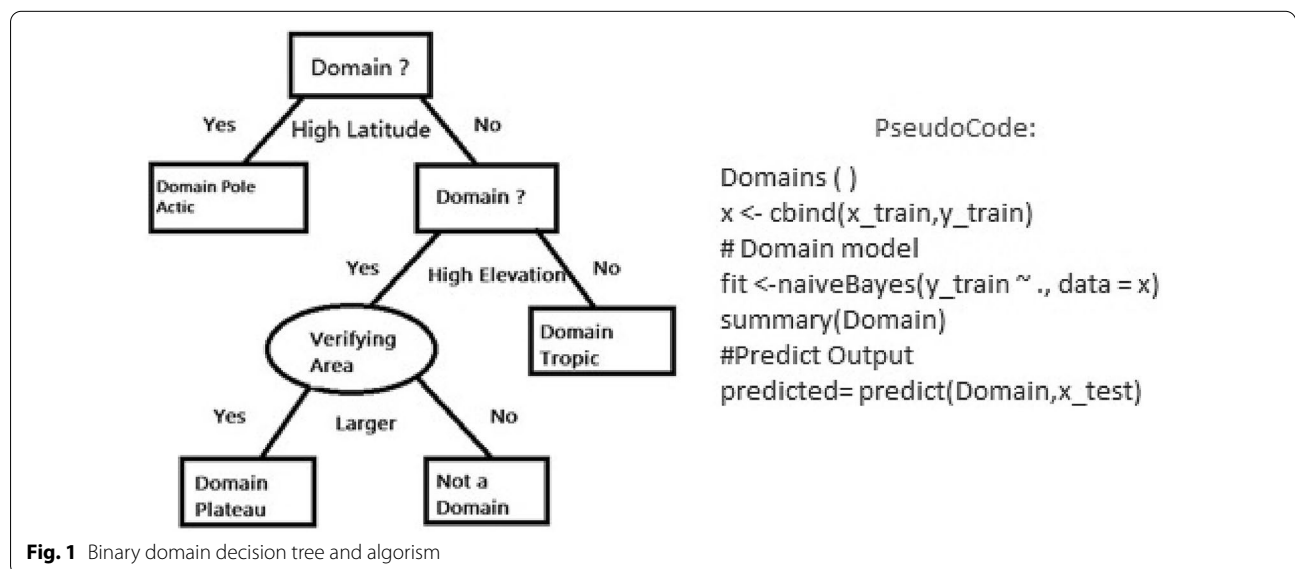 Domain ?
Yes
High Latitude
No
Domain Pole
Actic
Domain ?
Yes
High Elevation
No
Verifying
Area
Domain
Tropic
Yes
Larger
No
Domain
Plateau
Not a
Domain
PseudoCode:
Domains ( )
x <- cbind(x_train,y_train)
# Domain model
fit <-naiveBayes(y_train ~ ., data = x)
summary(Domain)
#Predict Output
predicted= predict(Domain,x_test)
Fig. 1 Binary domain decision tree and algorism